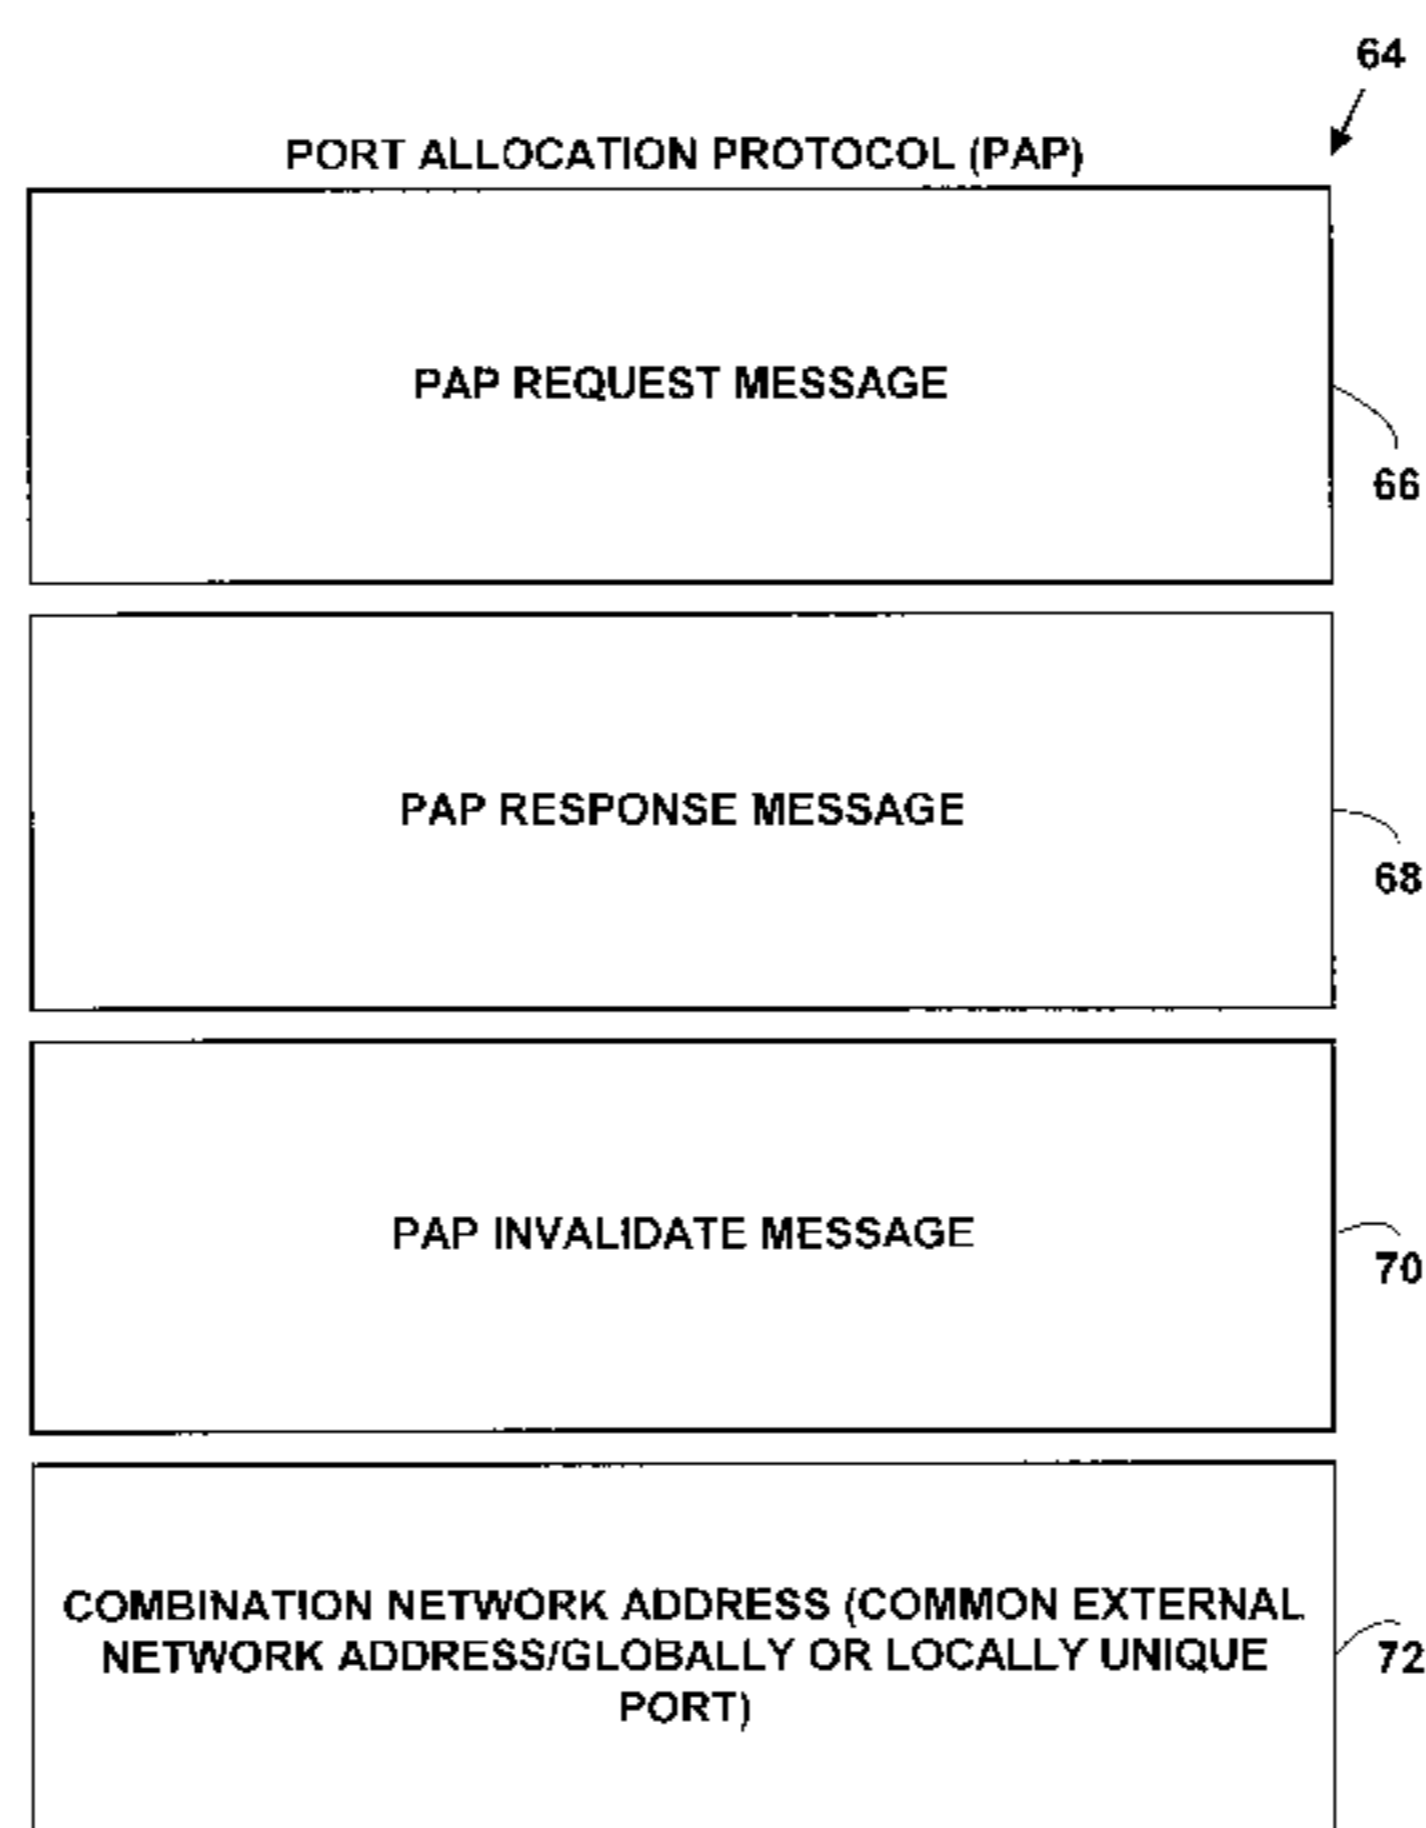 64
PORT ALLOCATION PROTOCOL (PAP)
PAP REQUEST MESSAGE
66
PAP RESPONSE MESSAGE
68
PAP INVALIDATE MESSAGE
70
COMBINATION NETWORK ADDRESS (COMMON EXTERNAL
NETWORK ADDRESS/GLOBALLY OR LOCALLY UNIQUE
PORT)
72